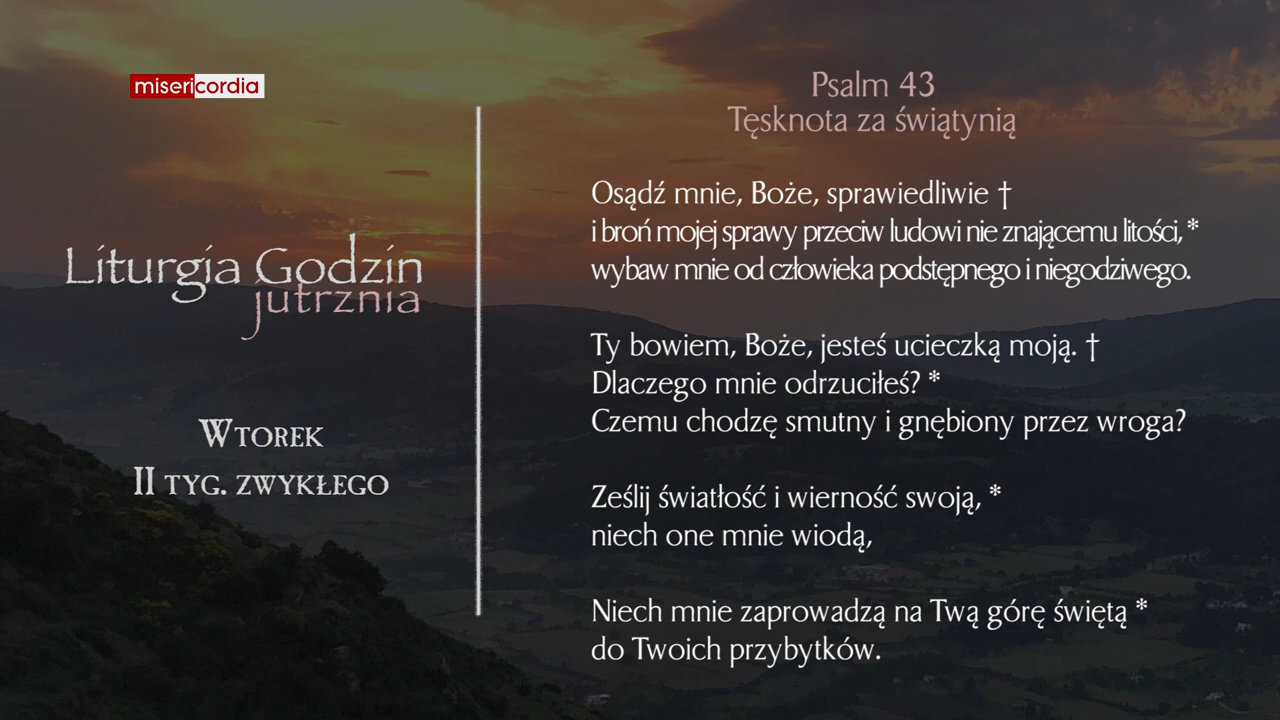 misericordia
Liturgia Godzin
jutrznia
Wtorek
II tyg. zwykłego
Psalm 43
Tęsknota za świątynią
Osądź mnie, Boże, sprawiedliwie †
i broń mojej sprawy przeciw ludowi nie znającemu litości, *
wybaw mnie od człowieka podstępnego i niegodziwego.
Ty bowiem, Boże, jesteś ucieczką moją. †
Dlaczego mnie odrzuciłeś? *
Czemu chodzę smutny i gnębiony przez wroga?
Ześlij światłość i wierność swoją, *
niech one mnie wiodą,
Niech mnie zaprowadzą na Twą górę świętą *
do Twoich przybytków.